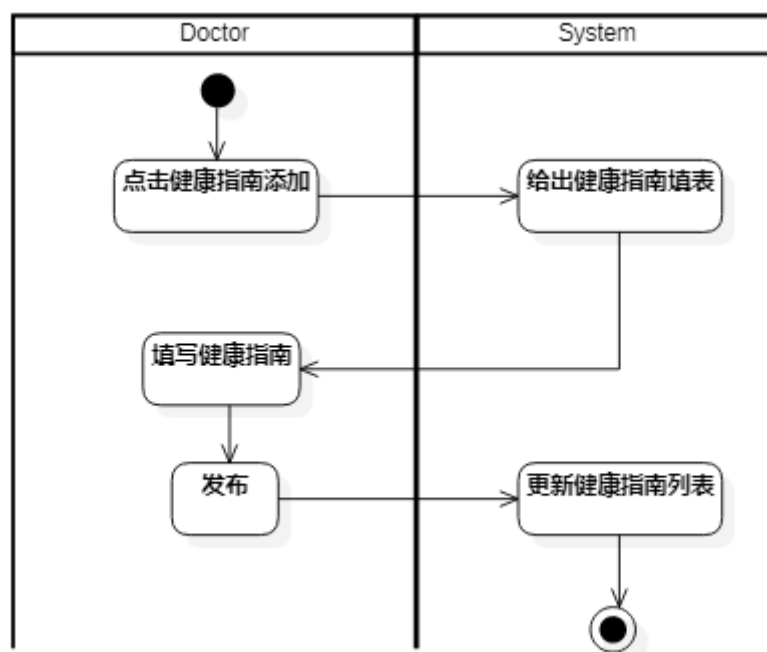 Doctor
System
点击健康指南添加
给出健康指南填表
填写健康指南
发布
更新健康指南列表